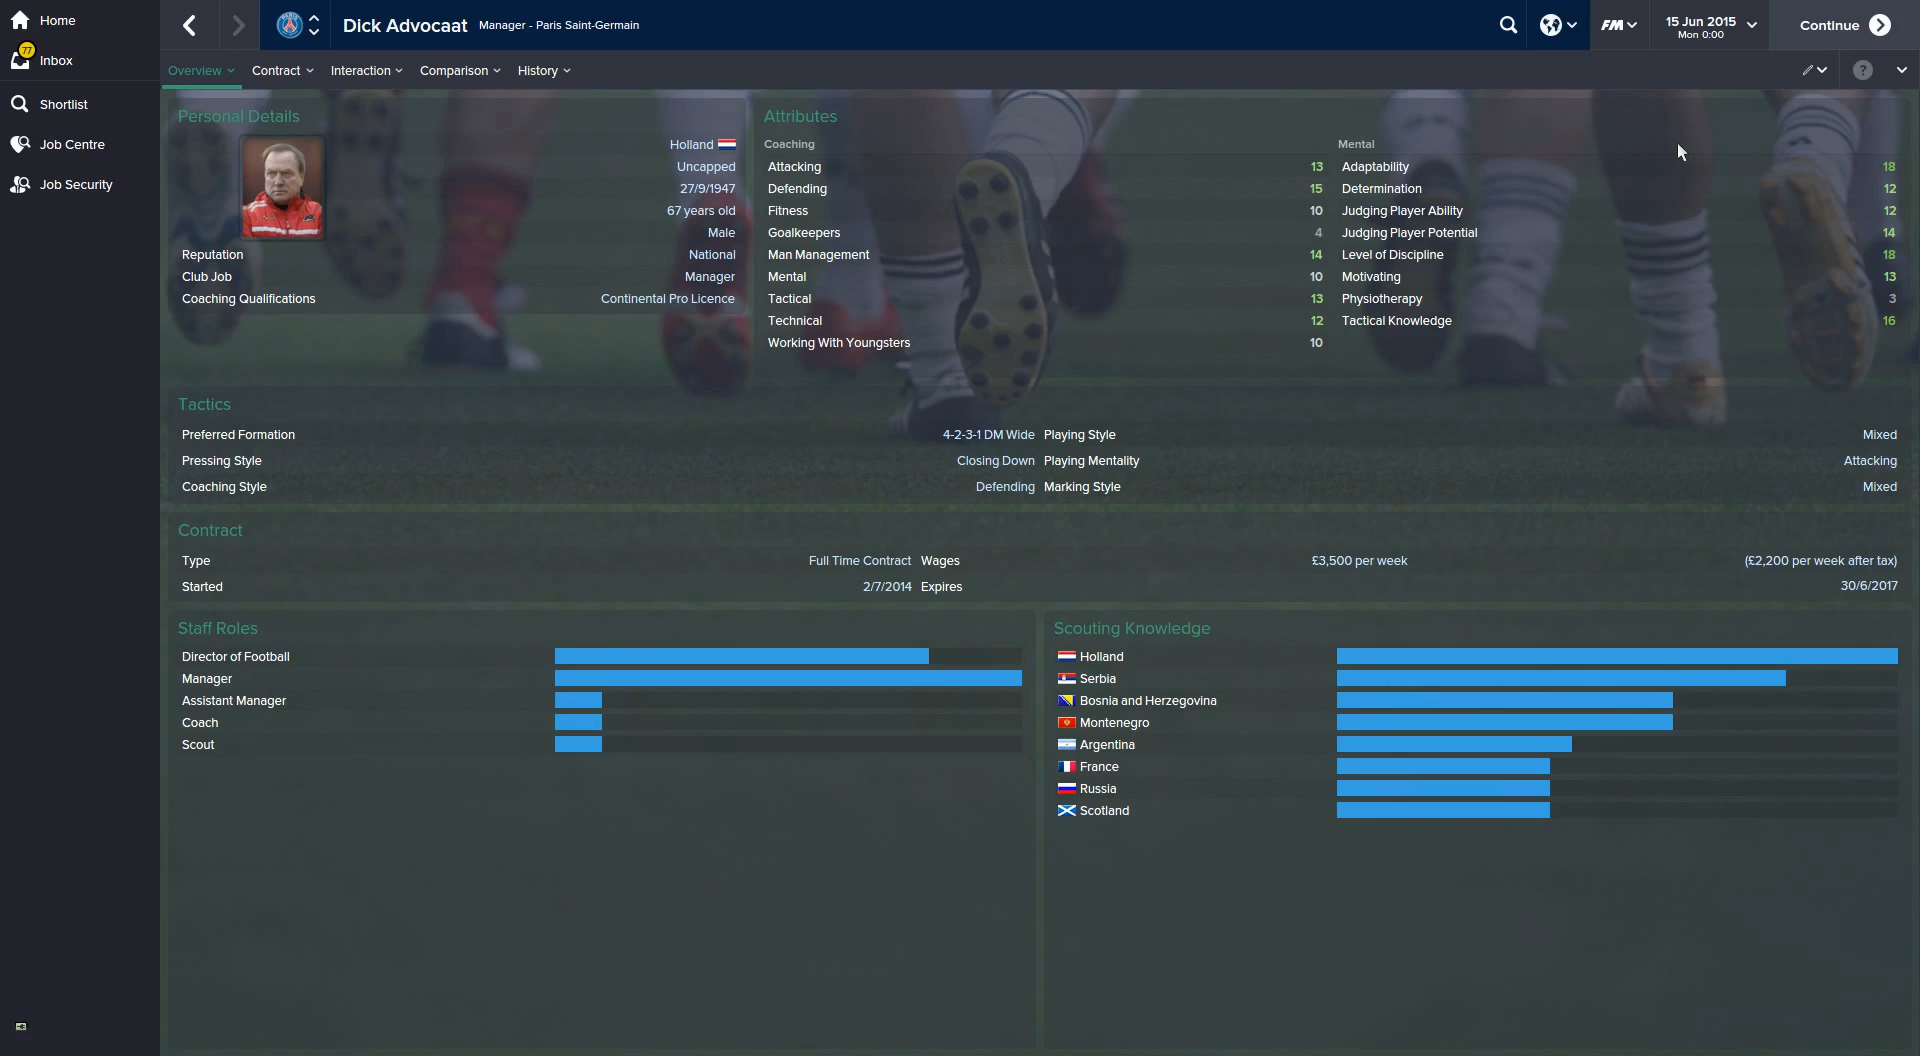 Home
Inbox
77
Shortlist
Job Centre
Job Security
PARIS
Dick Advocaat Manager - Paris Saint-Germain
FM
15 Jun 2015
Mon 0:00
Continue
Overview Contract Interaction Comparison History
?
Personal Details
Holland
Uncapped
27/9/1947
67 years old
Male
Reputation National
Club Job Manager
Coaching Qualifications Continental Pro Licence
Attributes
Coaching
Attacking 13
Defending 15
Fitness 10
Goalkeepers 4
Man Management 14
Mental 10
Tactical 13
Technical 12
Working With Youngsters 10
Mental
Adaptability 18
Determination 12
Judging Player Ability 12
Judging Player Potential 14
Level of Discipline 18
Motivating 13
Physiotherapy 3
Tactical Knowledge 16
Tactics
Preferred Formation 4-2-3-1 DM Wide Playing Style Mixed
Pressing Style Closing Down Playing Mentality Attacking
Coaching Style Defending Marking Style Mixed
Contract
Type Full Time Contract Wages £3,500 per week (£2,200 per week after tax)
Started 2/7/2014 Expires 30/6/2017
Staff Roles
Director of Football
Manager
Assistant Manager
Coach
Scout
Scouting Knowledge
Holland
Serbia
Bosnia and Herzegovina
Montenegro
Argentina
France
Russia
Scotland